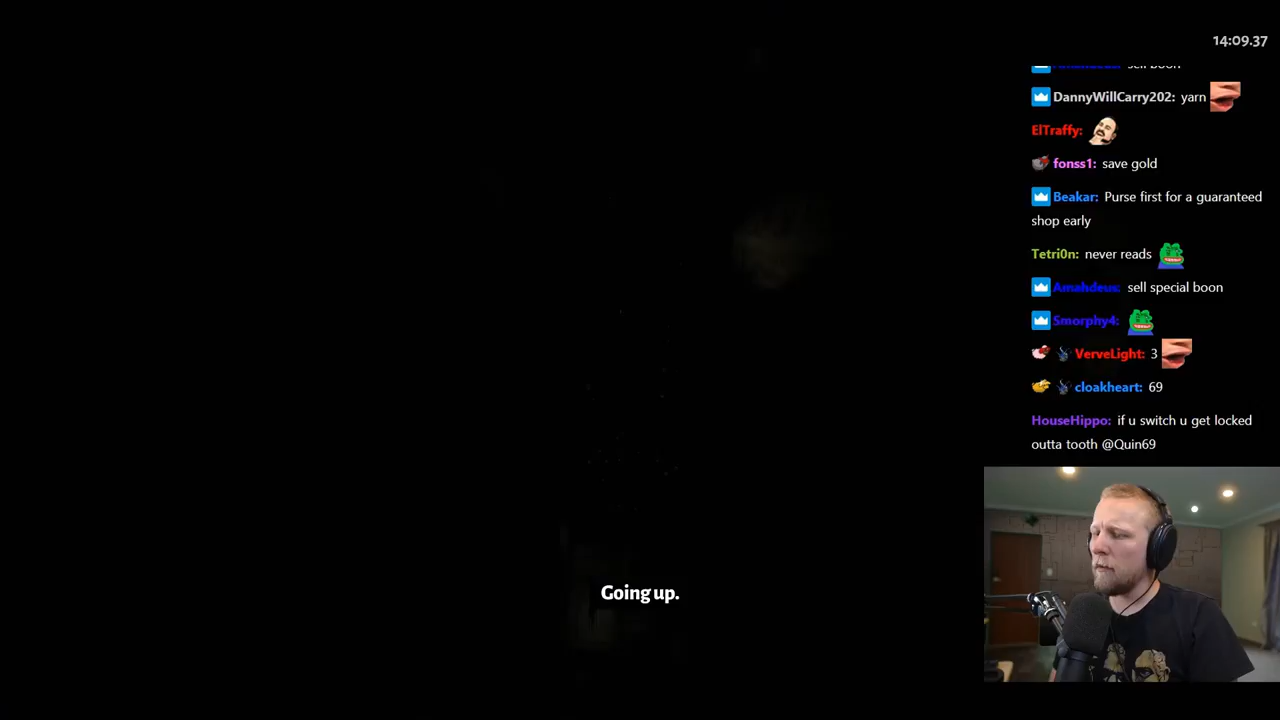 14:09.37
sell boon
DannyWillCarry202: yarn
ElTraffy:
fonss1: save gold
Beakar: Purse first for a guaranteed
shop early
Tetri0n: never reads
Amahdeus: sell special boon
Smorphy4:
VerveLight: 3
cloakheart: 69
HouseHippo: if u switch u get locked
outta tooth @Quin69
Going up.